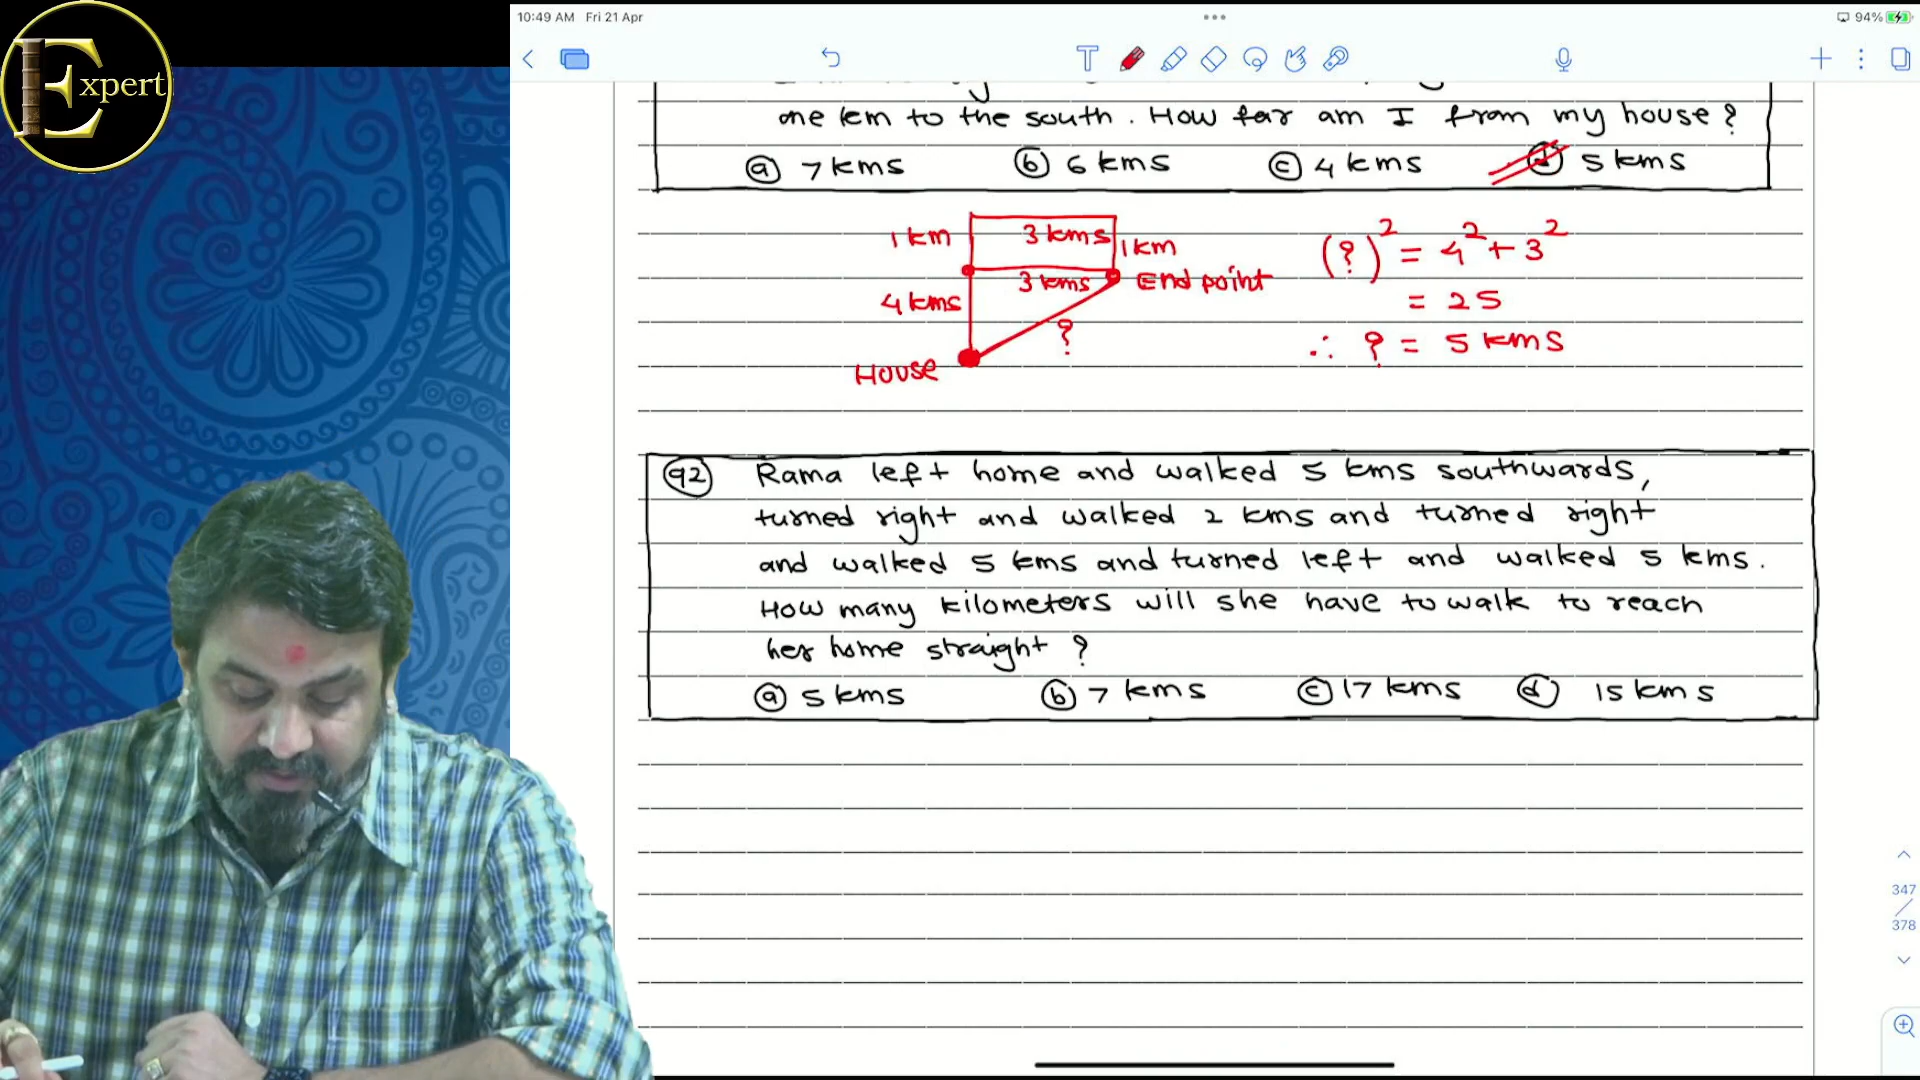 10:49 AM Fri 21 Apr
94%
Expert
T
one km to the south. How far am I from my house?
(a) 7 kms (b) 6 kms (c) 4 kms (d) 5 kms
1 km 3 kms 1 km
3 kms End point
4 kms
?
House
(?)² = 4² + 3²
= 25
∴ ? = 5 kms
92 Rama left home and walked 5 kms southwards,
turned right and walked 2 kms and turned right
and walked 5 kms and turned left and walked 5 kms.
How many kilometers will she have to walk to reach
her home straight ?
(a) 5 kms (b) 7 kms (c) 17 kms (d) 15 kms
347
378